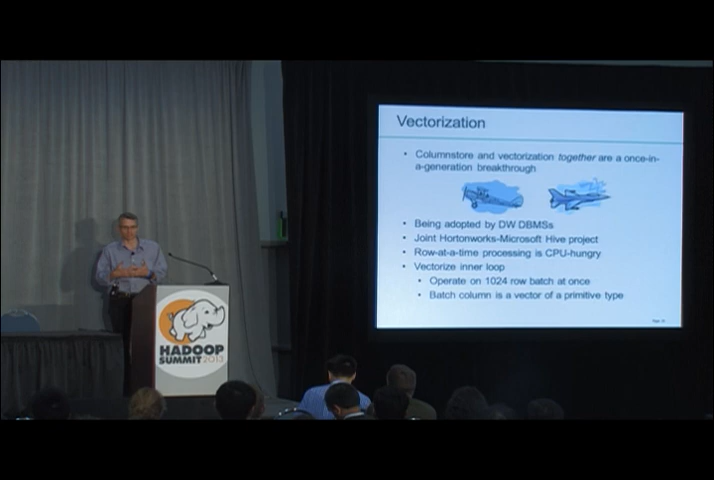 Vectorization
• Columnstore and vectorization together are a once-in-
a-generation breakthrough
• Being adopted by DW DBMSs
• Joint Hortonworks-Microsoft Hive project
• Row-at-a-time processing is CPU-hungry
• Vectorize inner loop
• Operate on 1024 row batch at once
• Batch column is a vector of a primitive type
HADOOP
SUMMIT 2013